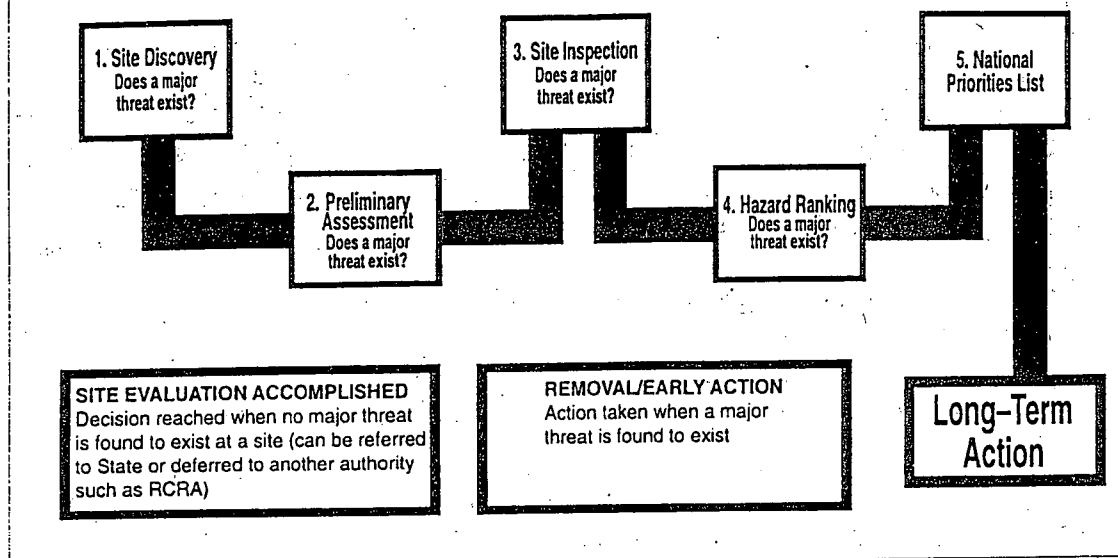 1. Site Discovery
Does a major
threat exist?
2. Preliminary
Assessment
Does a major
threat exist?
3. Site Inspection
Does a major
threat exist?
4. Hazard Ranking
Does a major
threat exist?
5. National
Priorities List
SITE EVALUATION ACCOMPLISHED
Decision reached when no major threat
is found to exist at a site (can be referred
to State or deferred to another authority
such as RCRA)
REMOVAL/EARLY ACTION
Action taken when a major
threat is found to exist
Long–Term
Action